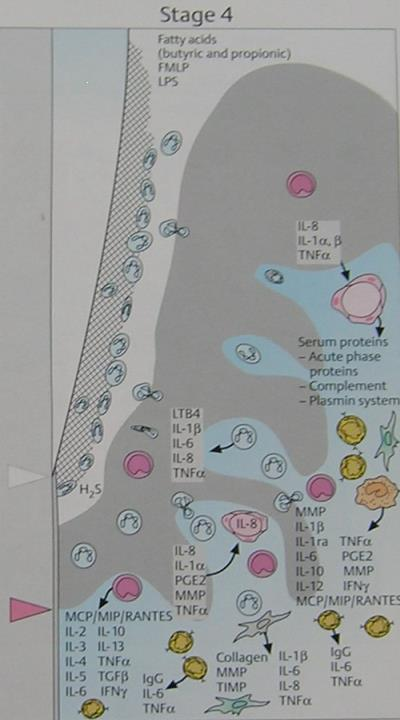 Stage 4
Fatty acids
(butyric and propionic)
FMLP
LPS
IL-8
IL-1α, β
TNFα
Serum proteins
– Acute phase
proteins
– Complement
– Plasmin system
LTB4
IL-1β
IL-6
IL-8
TNFα
H₂S
IL-8
IL-8
IL-1α
PGE2
MMP
TNFα
MMP
IL-1β
IL-1ra TNFα
IL-6 PGE2
IL-10 MMP
IL-12 IFNγ
MCP/MIP/RANTES
MCP/MIP/RANTES
IL-2 IL-10
IL-3 IL-13
IL-4 TNFα
IL-5 TGFβ
IL-6 IFNγ
IgG
IL-6
TNFα
Collagen
MMP
TIMP
IL-1β
IL-6
IL-8
TNFα
IgG
IL-6
TNFα